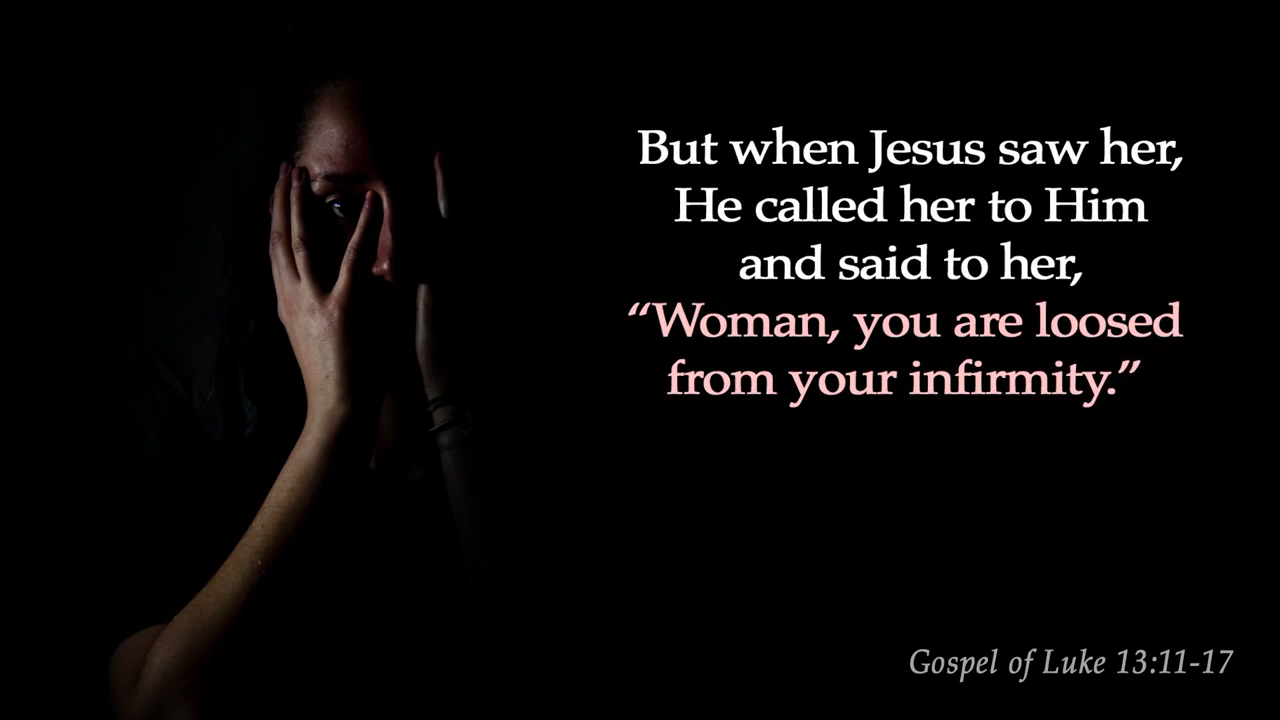 But when Jesus saw her,
He called her to Him
and said to her,
“Woman, you are loosed
from your infirmity.”
Gospel of Luke 13:11-17